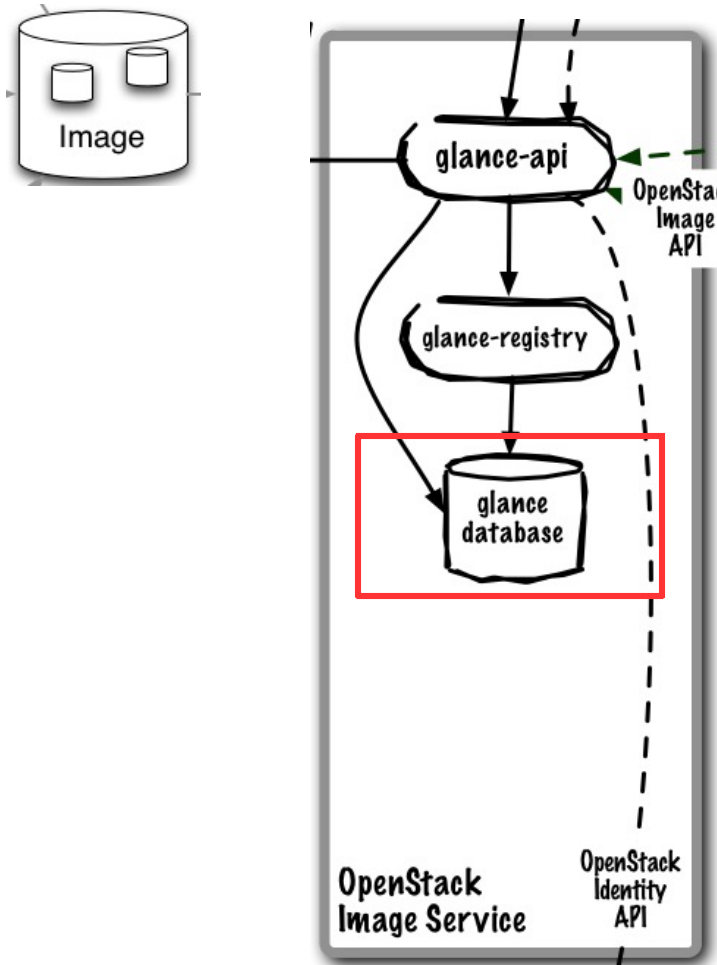 Image
glance-api
OpenStac
Image
API
glance-registry
glance
database
OpenStack
Image Service
OpenStack
Identity
API